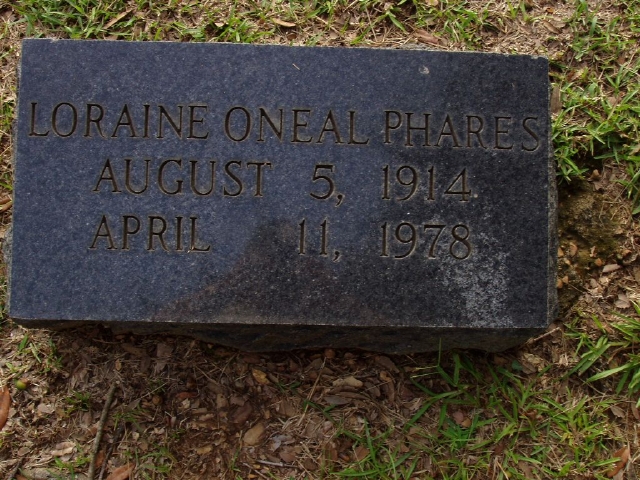 LORAINE ONEAL PHARES
AUGUST 5, 1914
APRIL 11, 1978